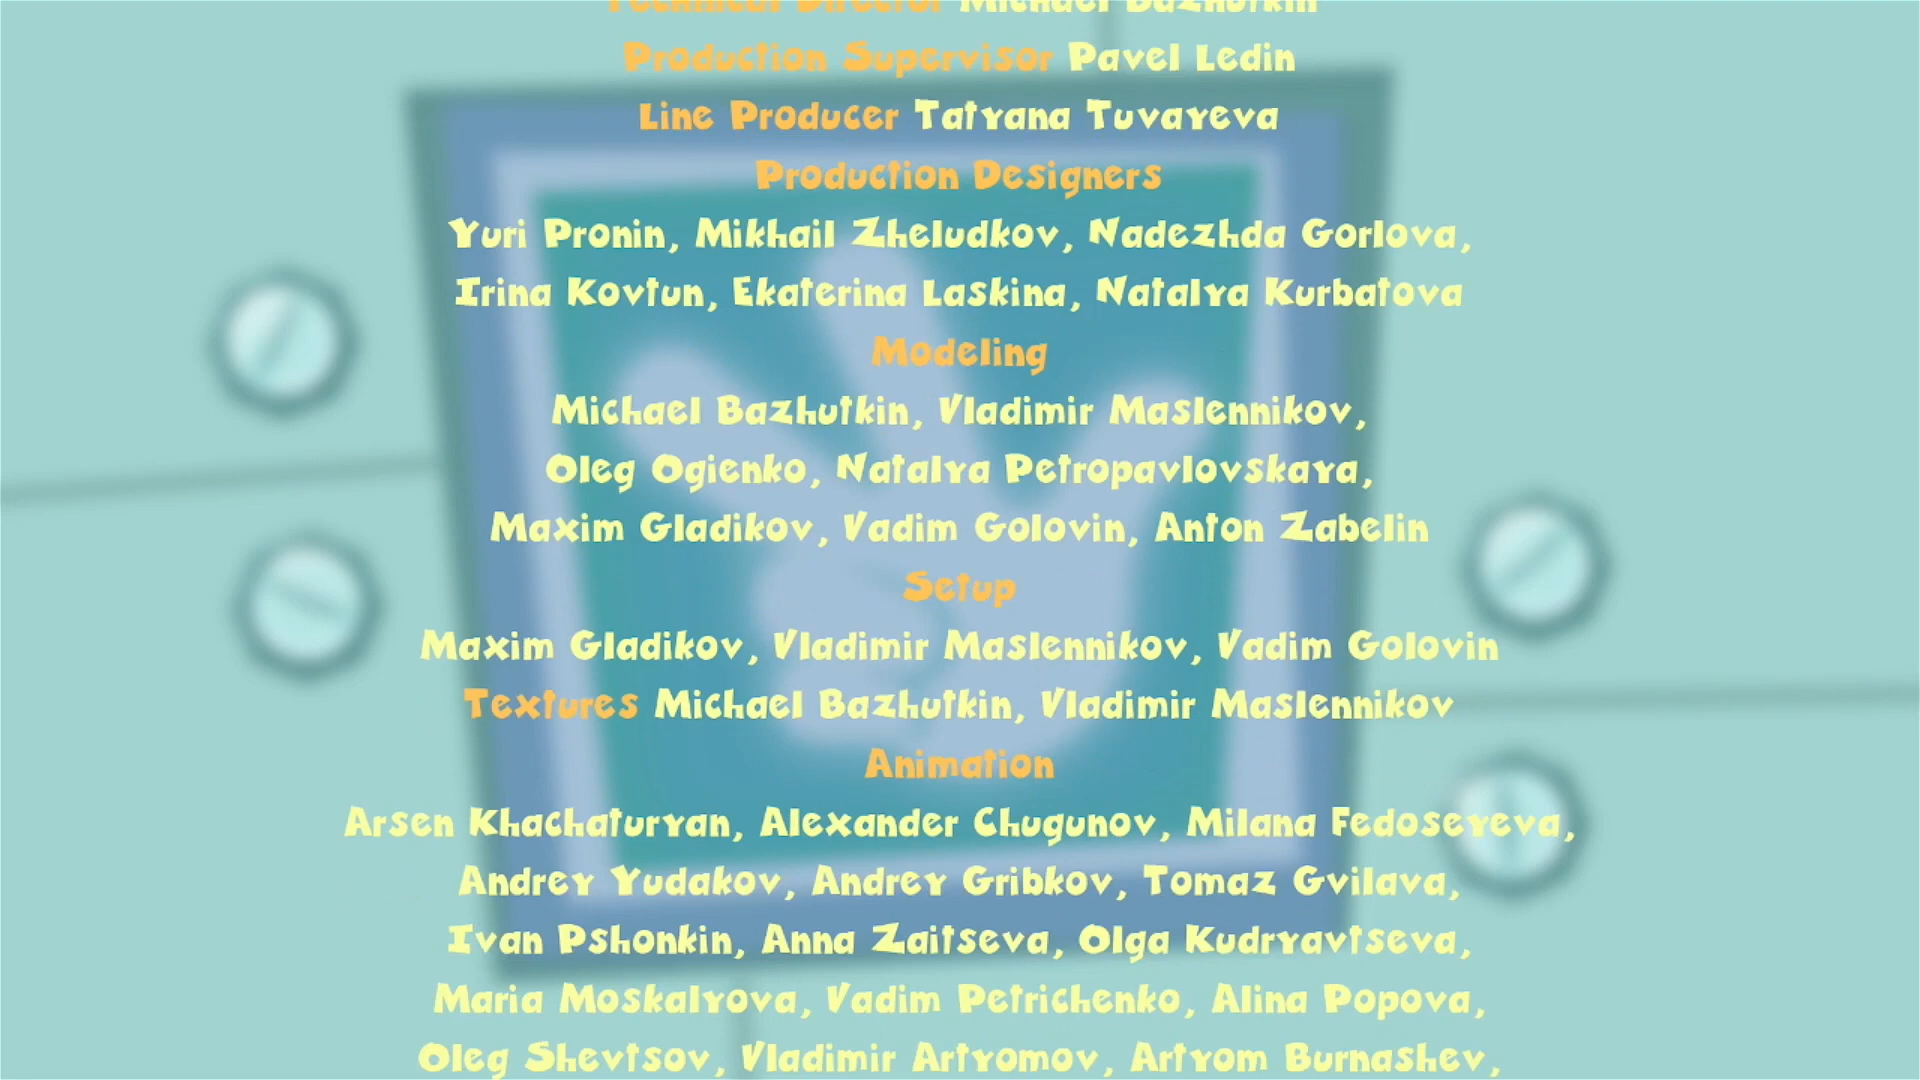 Technical Director Michael Bazhutkin
Production Supervisor Pavel Ledin
Line Producer Tatyana Tuvayeva
Production Designers
Yuri Pronin, Mikhail Zheludkov, Nadezhda Gorlova,
Irina Kovtun, Ekaterina Laskina, Natalya Kurbatova
Modeling
Michael Bazhutkin, Vladimir Maslennikov,
Oleg Ogienko, Natalya Petropavlovskaya,
Maxim Gladikov, Vadim Golovin, Anton Zabelin
Setup
Maxim Gladikov, Vladimir Maslennikov, Vadim Golovin
Textures Michael Bazhutkin, Vladimir Maslennikov
Animation
Arsen Khachaturyan, Alexander Chugunov, Milana Fedoseyeva,
Andrey Yudakov, Andrey Gribkov, Tomaz Gvilava,
Ivan Pshonkin, Anna Zaitseva, Olga Kudryavtseva,
Maria Moskalyova, Vadim Petrichenko, Alina Popova,
Oleg Shevtsov, Vladimir Artyomov, Artyom Burnashev,